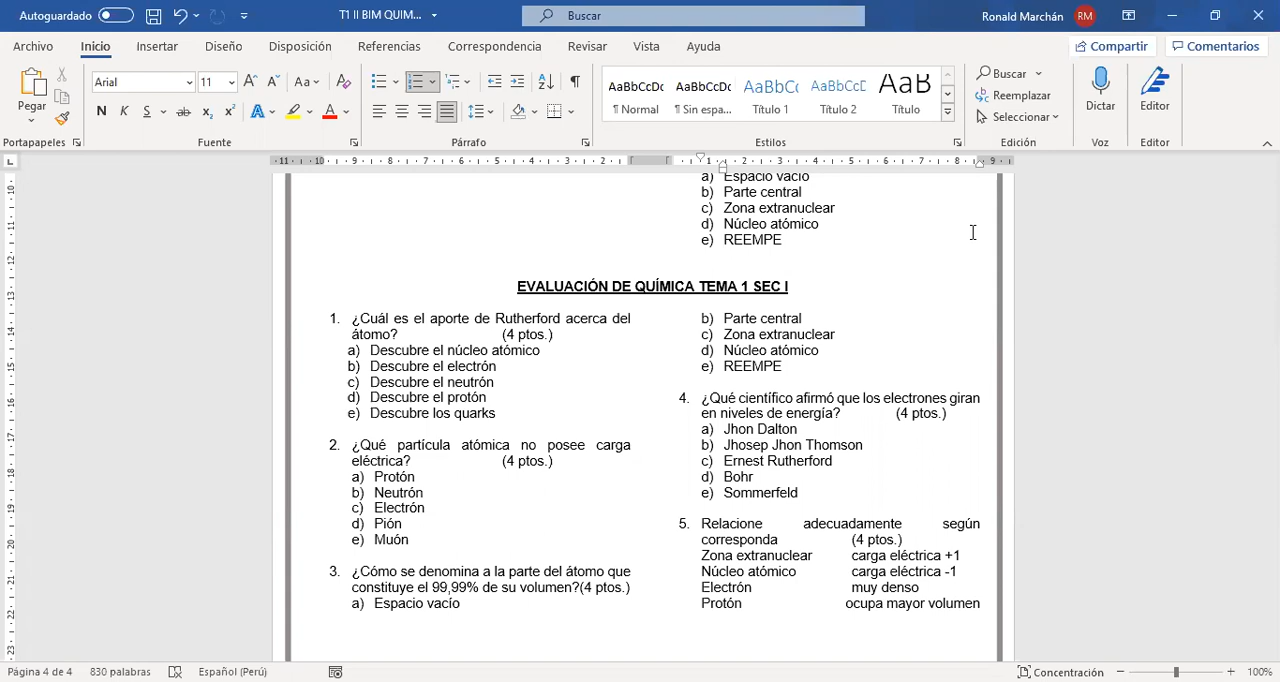 Autoguardado
T1 II BIM QUIM...
Buscar
Ronald Marchán
RM
Archivo
Inicio
Insertar
Diseño
Disposición
Referencias
Correspondencia
Revisar
Vista
Ayuda
Compartir
Comentarios
Pegar
Portapapeles
Arial
11
Fuente
Párrafo
AaBbCcDc
AaBbCcDc
AaBbCc
AaBbCcE
AaB
¶ Normal
¶ Sin espa...
Título 1
Título 2
Título
Estilos
Buscar
Reemplazar
Seleccionar
Edición
Dictar
Voz
Editor
Editor
a) Espacio vacío
b) Parte central
c) Zona extranuclear
d) Núcleo atómico
e) REEMPE
EVALUACIÓN DE QUÍMICA TEMA 1 SEC I
1. ¿Cuál es el aporte de Rutherford acerca del
átomo? (4 ptos.)
a) Descubre el núcleo atómico
b) Descubre el electrón
c) Descubre el neutrón
d) Descubre el protón
e) Descubre los quarks
2. ¿Qué partícula atómica no posee carga
eléctrica? (4 ptos.)
a) Protón
b) Neutrón
c) Electrón
d) Pión
e) Muón
3. ¿Cómo se denomina a la parte del átomo que
constituye el 99,99% de su volumen?(4 ptos.)
a) Espacio vacío
b) Parte central
c) Zona extranuclear
d) Núcleo atómico
e) REEMPE
4. ¿Qué científico afirmó que los electrones giran
en niveles de energía? (4 ptos.)
a) Jhon Dalton
b) Jhosep Jhon Thomson
c) Ernest Rutherford
d) Bohr
e) Sommerfeld
5. Relacione adecuadamente según
corresponda (4 ptos.)
Zona extranuclear carga eléctrica +1
Núcleo atómico carga eléctrica -1
Electrón muy denso
Protón ocupa mayor volumen
Página 4 de 4
830 palabras
Español (Perú)
Concentración
100%